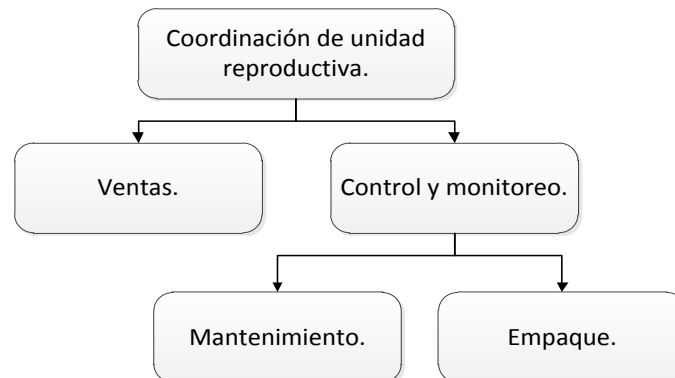 Coordinación de unidad
reproductiva.
Ventas.
Control y monitoreo.
Mantenimiento.
Empaque.